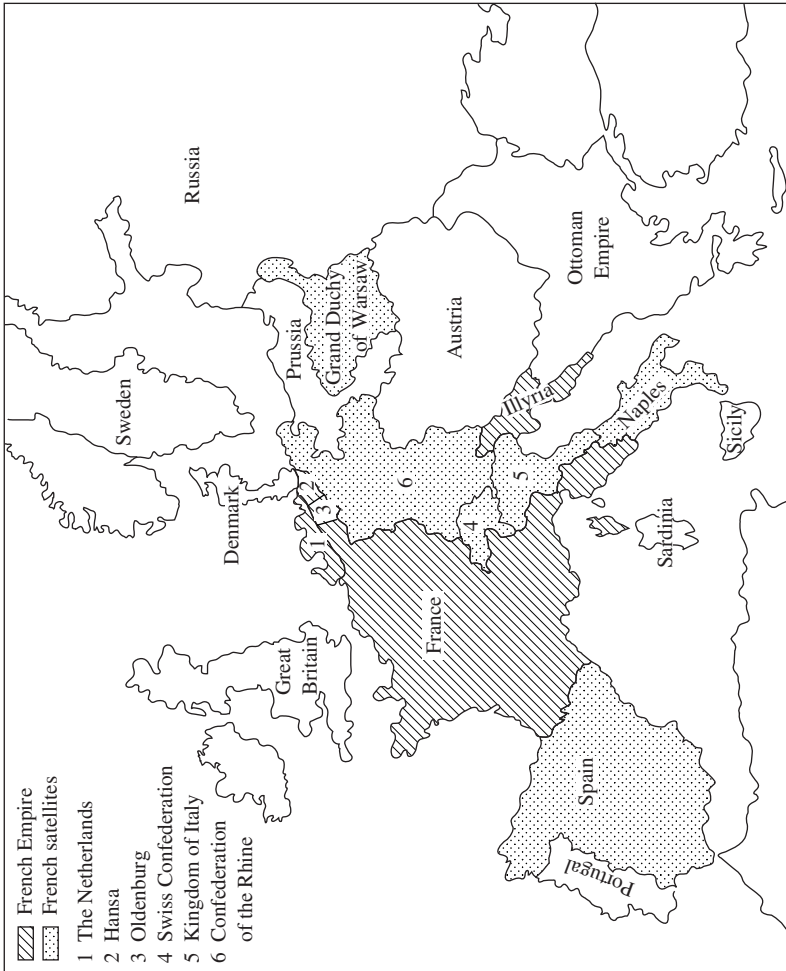 French Empire
French satellites
1 The Netherlands
2 Hansa
3 Oldenburg
4 Swiss Confederation
5 Kingdom of Italy
6 Confederation
of the Rhine
Russia
Sweden
Denmark
Great
Britain
Prussia
Grand Duchy
of Warsaw
1
2
3
6
Austria
France
4
5
Illyria
Ottoman
Empire
Naples
Sicily
Sardinia
Spain
Portugal